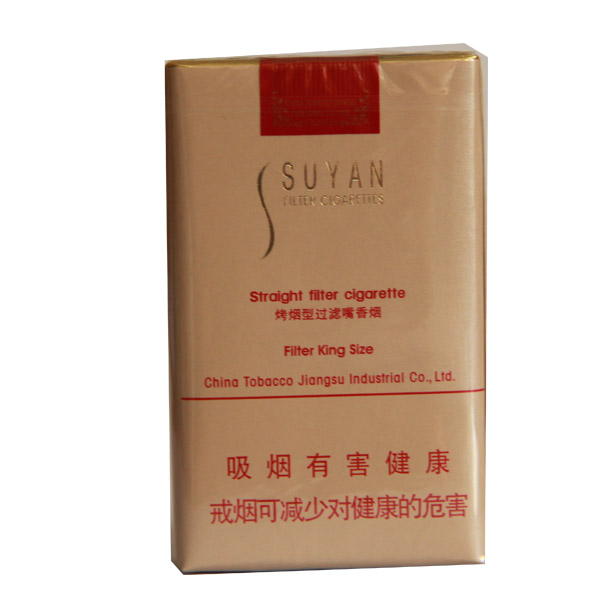 SUYAN
FILTER CIGARETTES
Straight filter cigarette
烤烟型过滤嘴香烟
Filter King Size
China Tobacco Jiangsu Industrial Co., Ltd.
吸烟有害健康
戒烟可减少对健康的危害